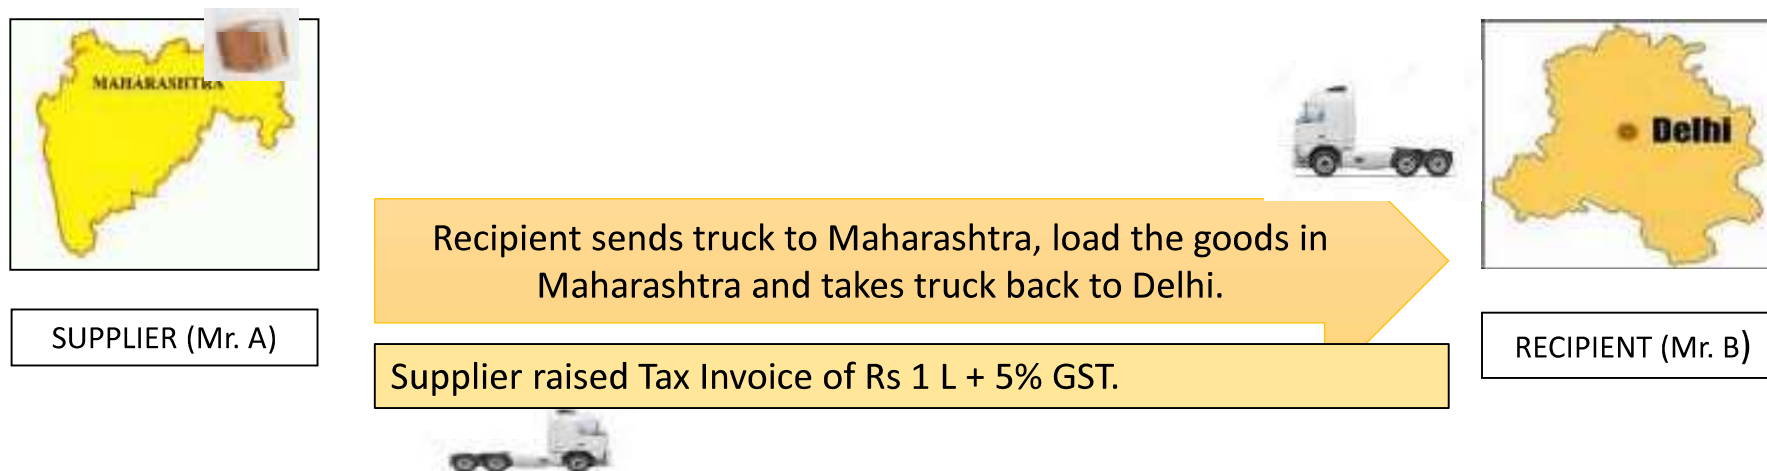 MAHARASHTRA
Delhi
Recipient sends truck to Maharashtra, load the goods in
Maharashtra and takes truck back to Delhi.
SUPPLIER (Mr. A)
RECIPIENT (Mr. B)
Supplier raised Tax Invoice of Rs 1 L + 5% GST.